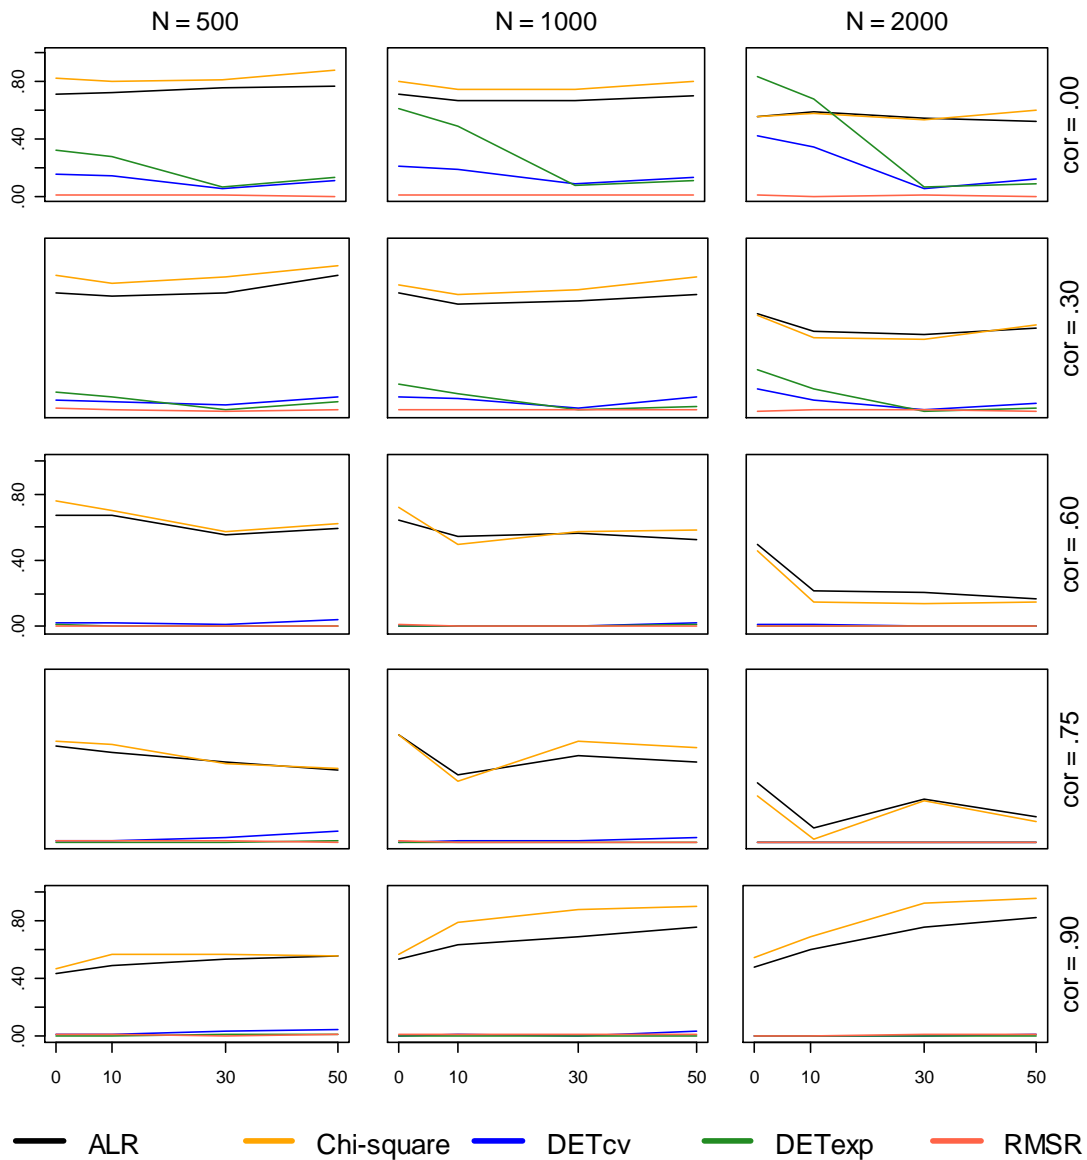 N = 500 N = 1000 N = 2000
.80
.40
.00
cor = .00
cor = .30
.80
.40
.00
cor = .60
cor = .75
.80
.40
.00
cor = .90
0 10 30 50 0 10 30 50 0 10 30 50
ALR Chi-square DETcv DETexp RMSR